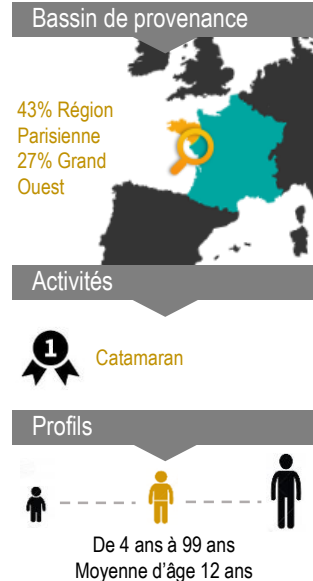 Bassin de provenance
43% Région
Parisienne
27% Grand
Ouest
Activités
1
Catamaran
Profils
De 4 ans à 99 ans
Moyenne d'âge 12 ans